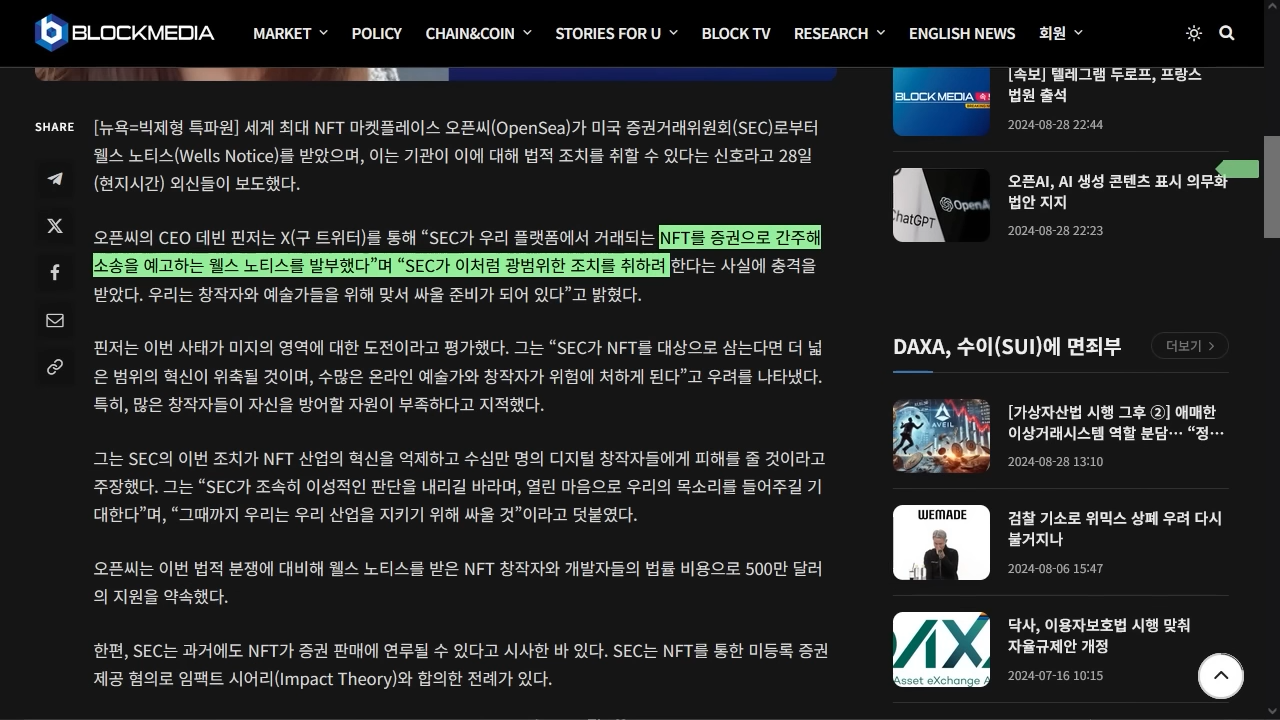 BLOCKMEDIA
MARKET
POLICY
CHAIN&COIN
STORIES FOR U
BLOCK TV
RESEARCH
ENGLISH NEWS
회원
SHARE
[뉴욕=빅제형 특파원] 세계 최대 NFT 마켓플레이스 오픈씨(OpenSea)가 미국 증권거래위원회(SEC)로부터
웰스 노티스(Wells Notice)를 받았으며, 이는 기관이 이에 대해 법적 조치를 취할 수 있다는 신호라고 28일
(현지시간) 외신들이 보도했다.
오픈씨의 CEO 데빈 핀저는 X(구 트위터)를 통해 “SEC가 우리 플랫폼에서 거래되는 NFT를 증권으로 간주해
소송을 예고하는 웰스 노티스를 발부했다”며 “SEC가 이처럼 광범위한 조치를 취하려 한다는 사실에 충격을
받았다. 우리는 창작자와 예술가들을 위해 맞서 싸울 준비가 되어 있다”고 밝혔다.
핀저는 이번 사태가 미지의 영역에 대한 도전이라고 평가했다. 그는 “SEC가 NFT를 대상으로 삼는다면 더 넓
은 범위의 혁신이 위축될 것이며, 수많은 온라인 예술가와 창작자가 위험에 처하게 된다”고 우려를 나타냈다.
특히, 많은 창작자들이 자신을 방어할 자원이 부족하다고 지적했다.
그는 SEC의 이번 조치가 NFT 산업의 혁신을 억제하고 수십만 명의 디지털 창작자들에게 피해를 줄 것이라고
주장했다. 그는 “SEC가 조속히 이성적인 판단을 내리길 바라며, 열린 마음으로 우리의 목소리를 들어주길 기
대한다”며, “그때까지 우리는 우리 산업을 지키기 위해 싸울 것”이라고 덧붙였다.
오픈씨는 이번 법적 분쟁에 대비해 웰스 노티스를 받은 NFT 창작자와 개발자들의 법률 비용으로 500만 달러
의 지원을 약속했다.
한편, SEC는 과거에도 NFT가 증권 판매에 연루될 수 있다고 시사한 바 있다. SEC는 NFT를 통한 미등록 증권
제공 혐의로 임팩트 시어리(Impact Theory)와 합의한 전례가 있다.
BLOCK MEDIA
[속보] 텔레그램 두로프, 프랑스
법원 출석
2024-08-28 22:44
ChatGPT
OpenA
오픈AI, AI 생성 콘텐츠 표시 의무화
법안 지지
2024-08-28 22:23
DAXA, 수이(SUI)에 면죄부
더보기
AVEIL
[가상자산법 시행 그후 ②] 애매한
이상거래시스템 역할 분담… “정…
2024-08-28 13:10
WEMADE
검찰 기소로 위믹스 상폐 우려 다시
불거지나
2024-08-06 15:47
AX
Asset eXchange A
닥사, 이용자보호법 시행 맞춰
자율규제안 개정
2024-07-16 10:15